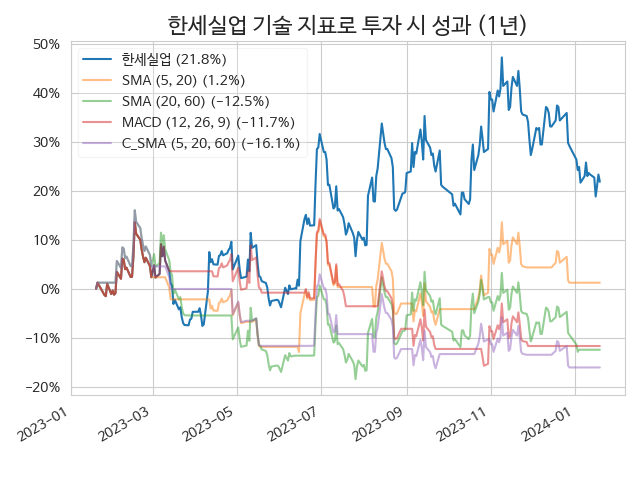 한세실업 기술 지표로 투자 시 성과 (1년)
50%
40%
30%
20%
10%
0%
−10%
−20%
한세실업 (21.8%)
SMA (5, 20) (1.2%)
SMA (20, 60) (−12.5%)
MACD (12, 26, 9) (−11.7%)
C_SMA (5, 20, 60) (−16.1%)
2023−01
2023−03
2023−05
2023−07
2023−09
2023−11
2024−01